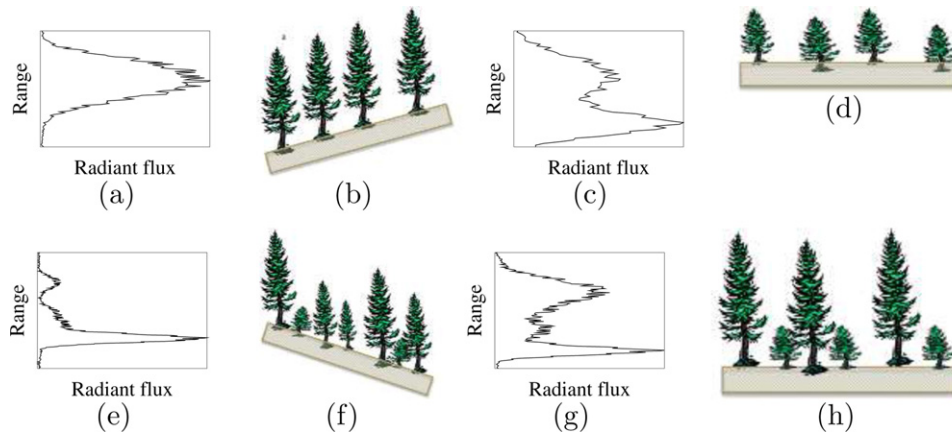 Range
Radiant flux
(a)
(b)
Range
Radiant flux
(c)
(d)
Range
Radiant flux
(e)
(f)
Range
Radiant flux
(g)
(h)